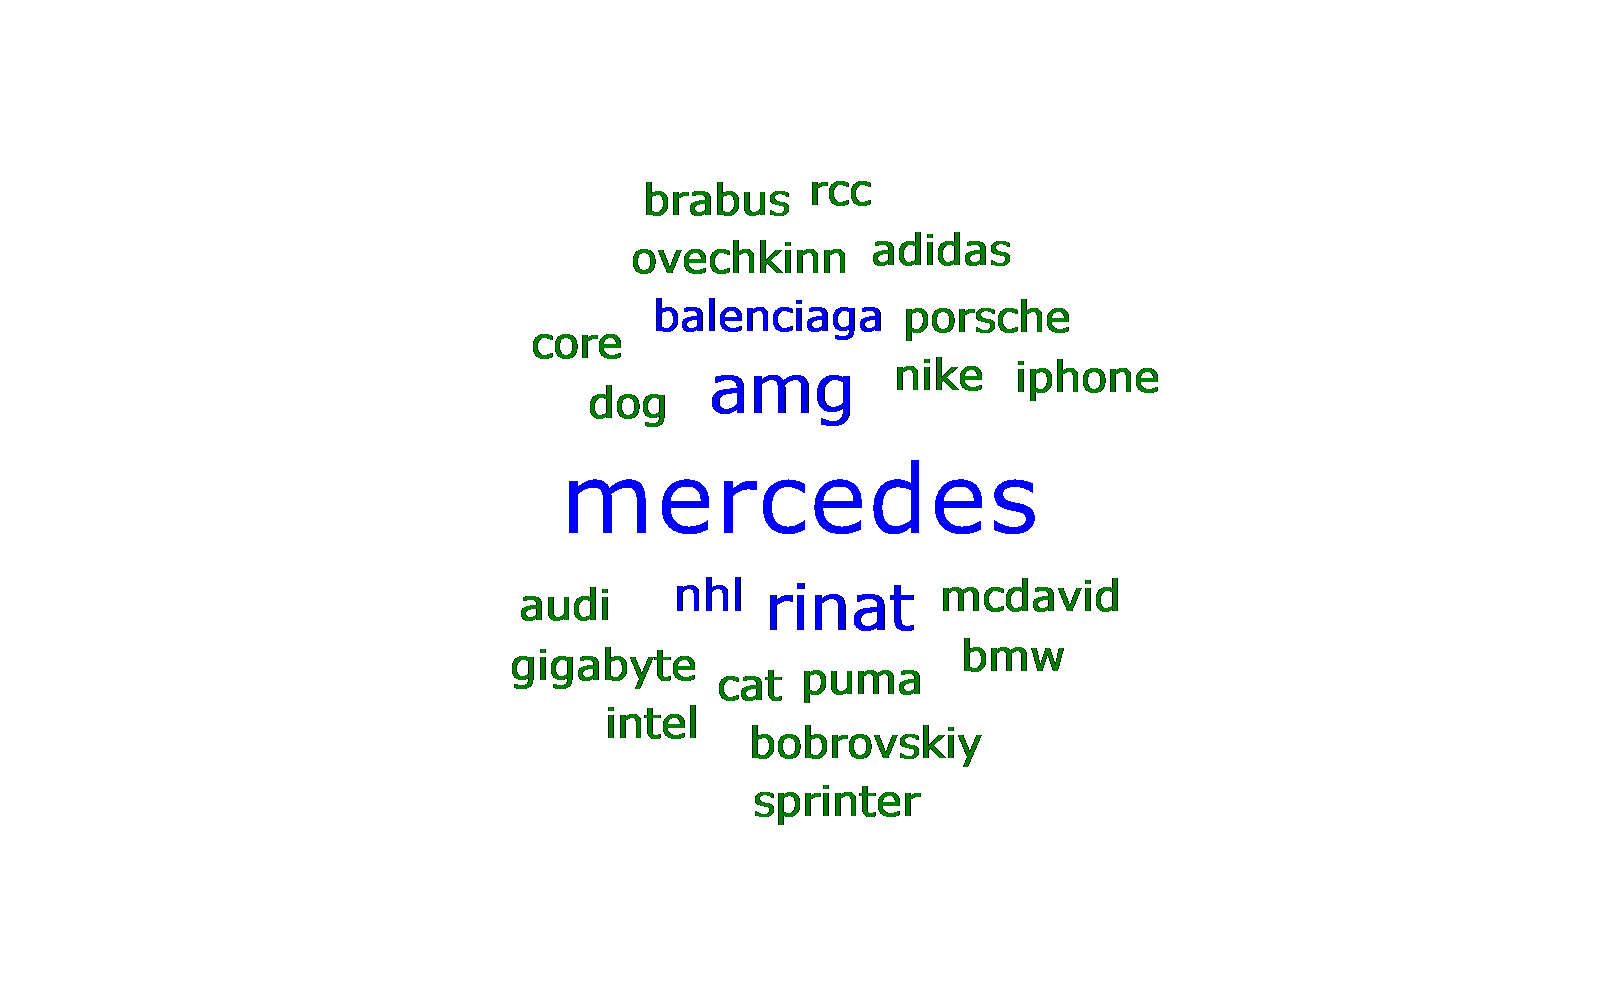 brabus rcc
ovechkinn adidas
balenciaga porsche
core
amg nike iphone
dog
mercedes
audi nhl rinat mcdavid
gigabyte cat puma bmw
intel bobrovskiy
sprinter